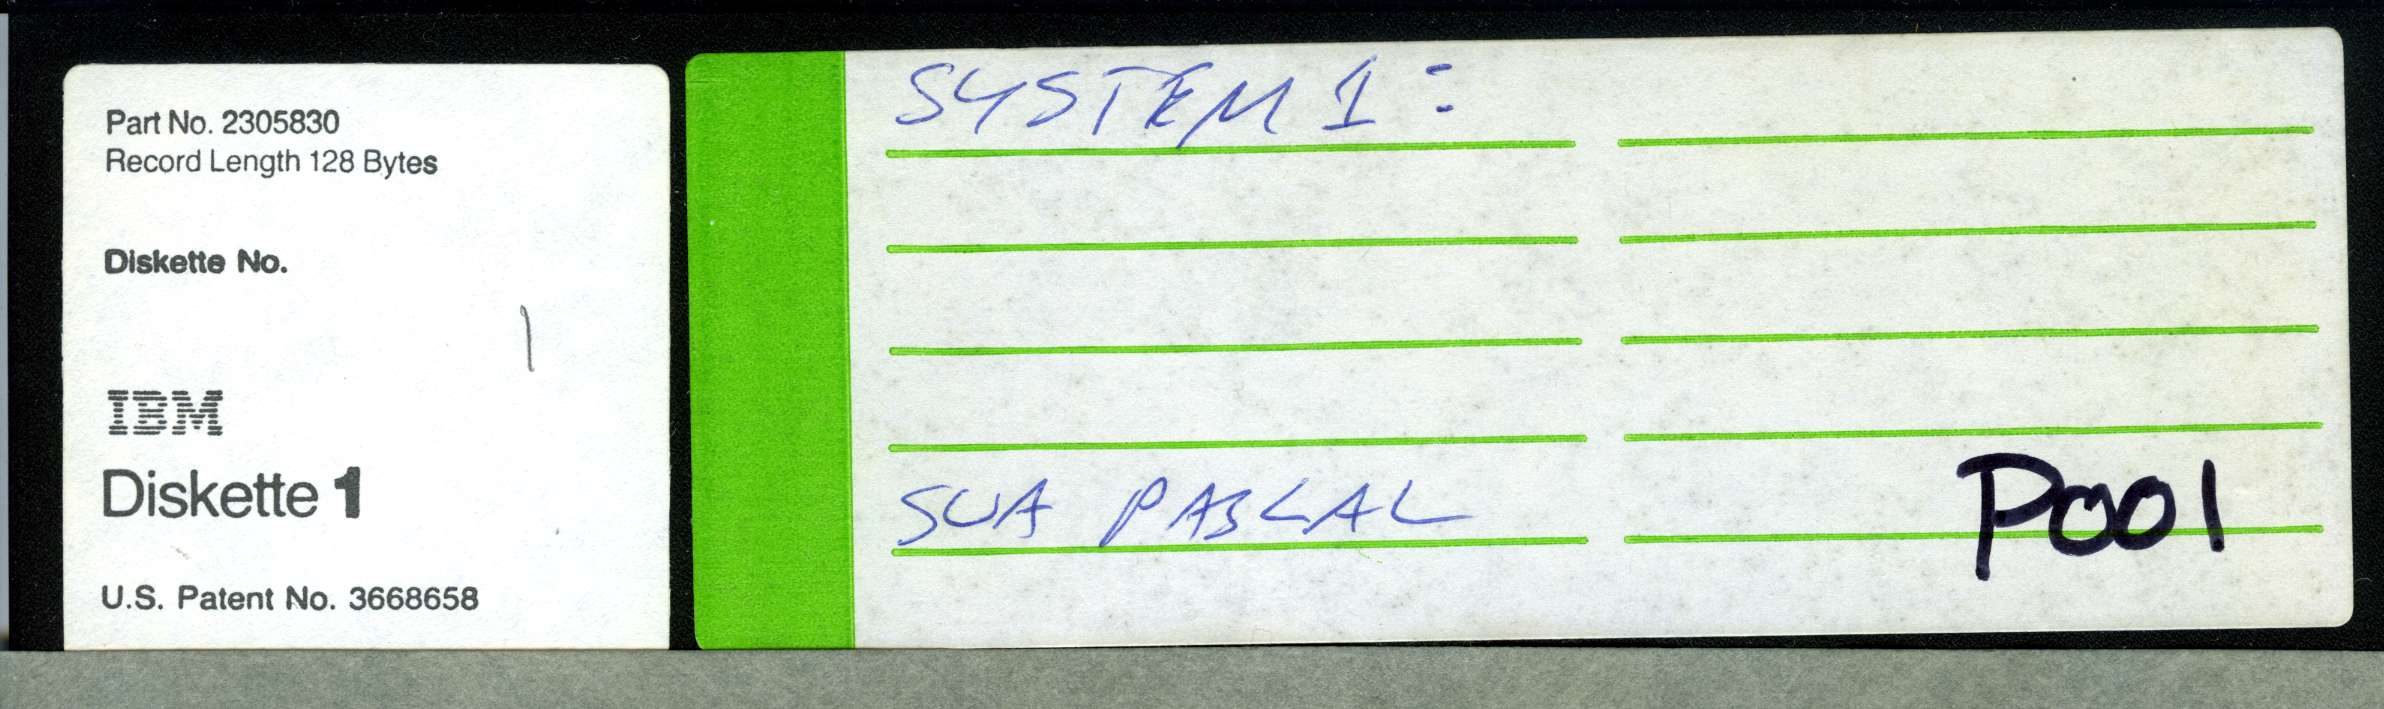 Part No. 2305830
Record Length 128 Bytes
Diskette No.
1
IBM
Diskette 1
U.S. Patent No. 3668658
SYSTEM 1:
SUA PASCAL
P001